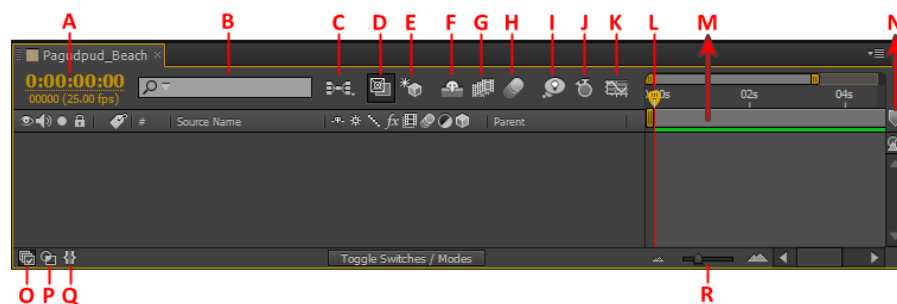 A B C D E F G H I J K L M N
Pagudpud_Beach ×
0:00:00:00
00000 (25.00 fps)
02s 04s
# Source Name fx Parent
Toggle Switches / Modes
O P Q R